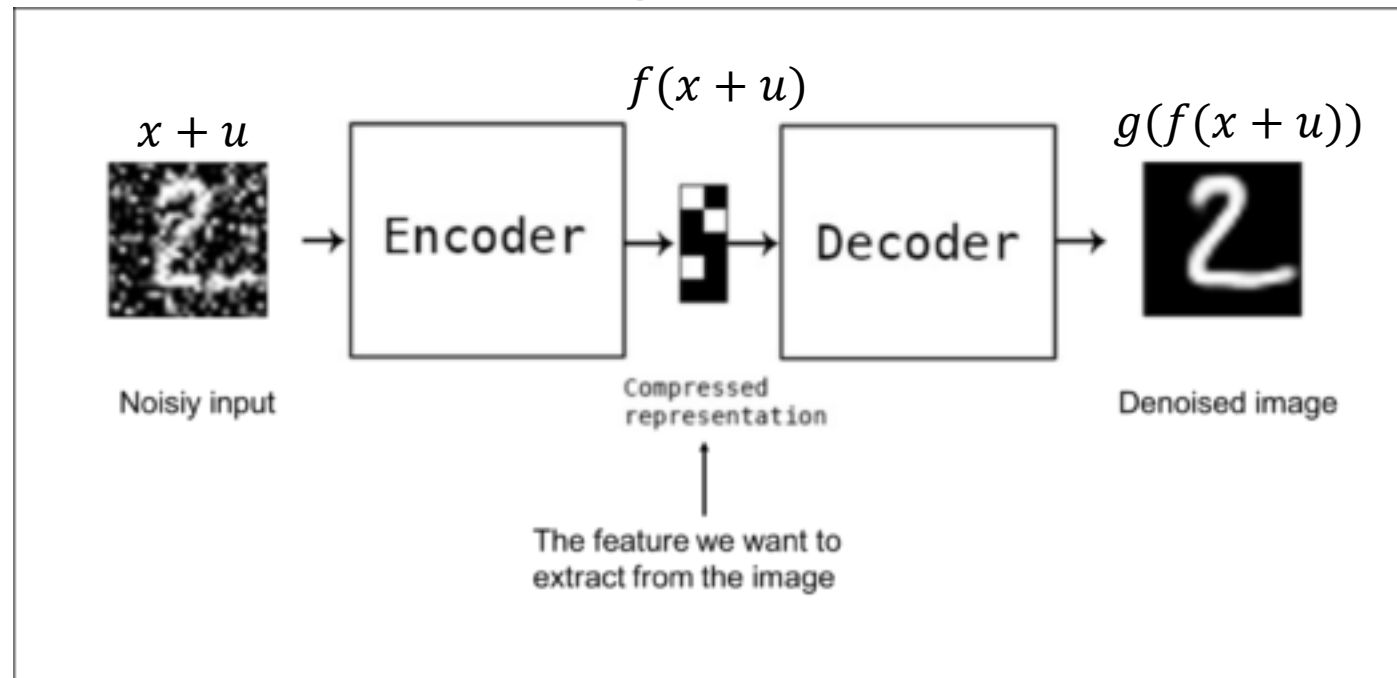 f(x + u)
x + u
g(f(x + u))
Encoder
Decoder
Noisiy input
Compressed
representation
Denoised image
The feature we want to
extract from the image